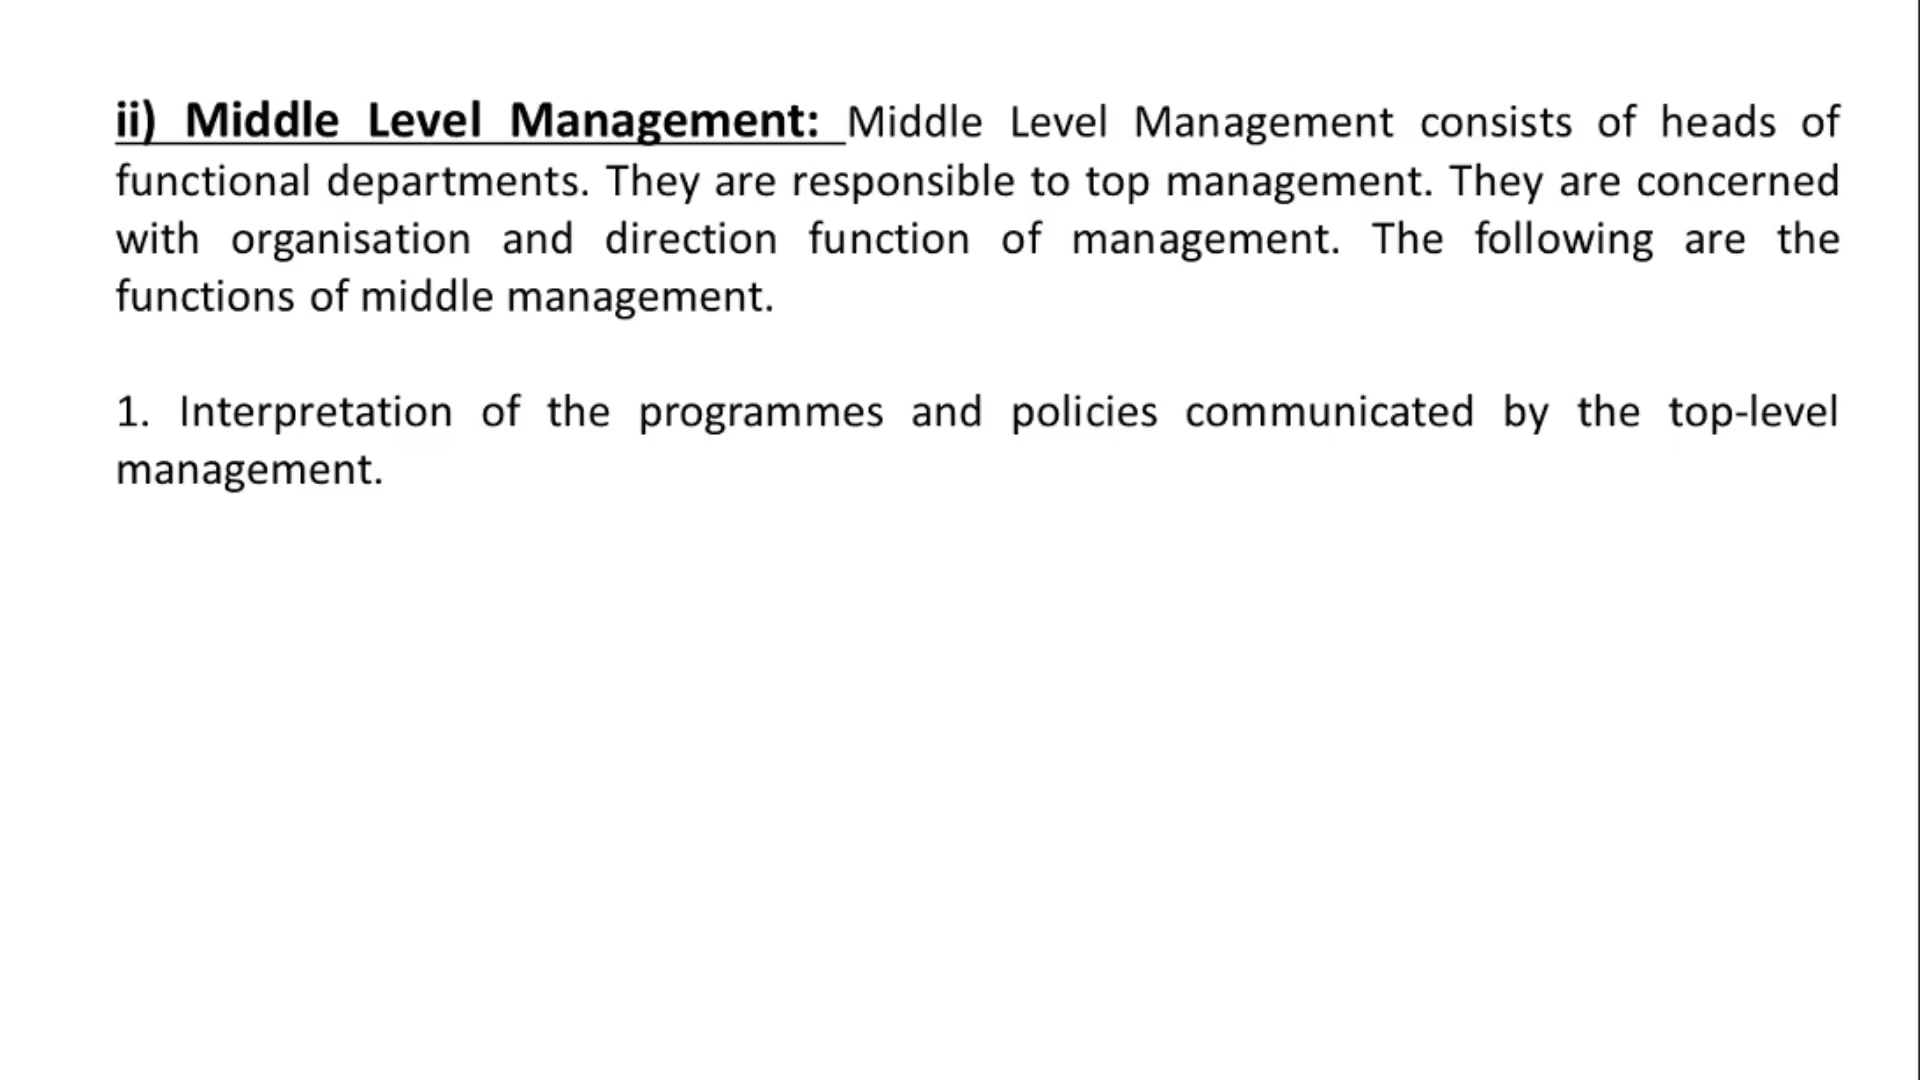 ii) Middle Level Management: Middle Level Management consists of heads of
functional departments. They are responsible to top management. They are concerned
with organisation and direction function of management. The following are the
functions of middle management.
1. Interpretation of the programmes and policies communicated by the top-level
management.